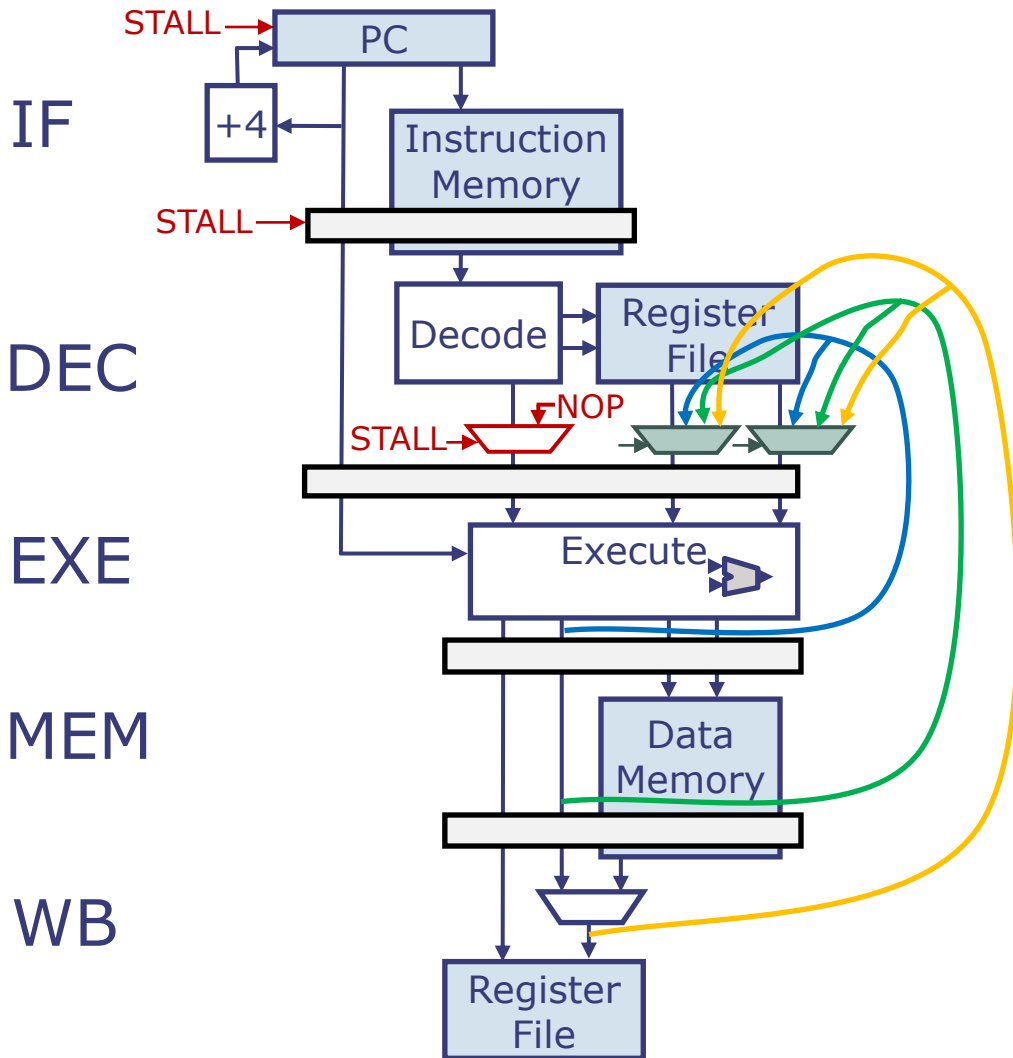 STALL
PC
IF
+4
Instruction
Memory
STALL
DEC
Decode
Register
File
NOP
STALL
EXE
Execute
MEM
Data
Memory
WB
Register
File